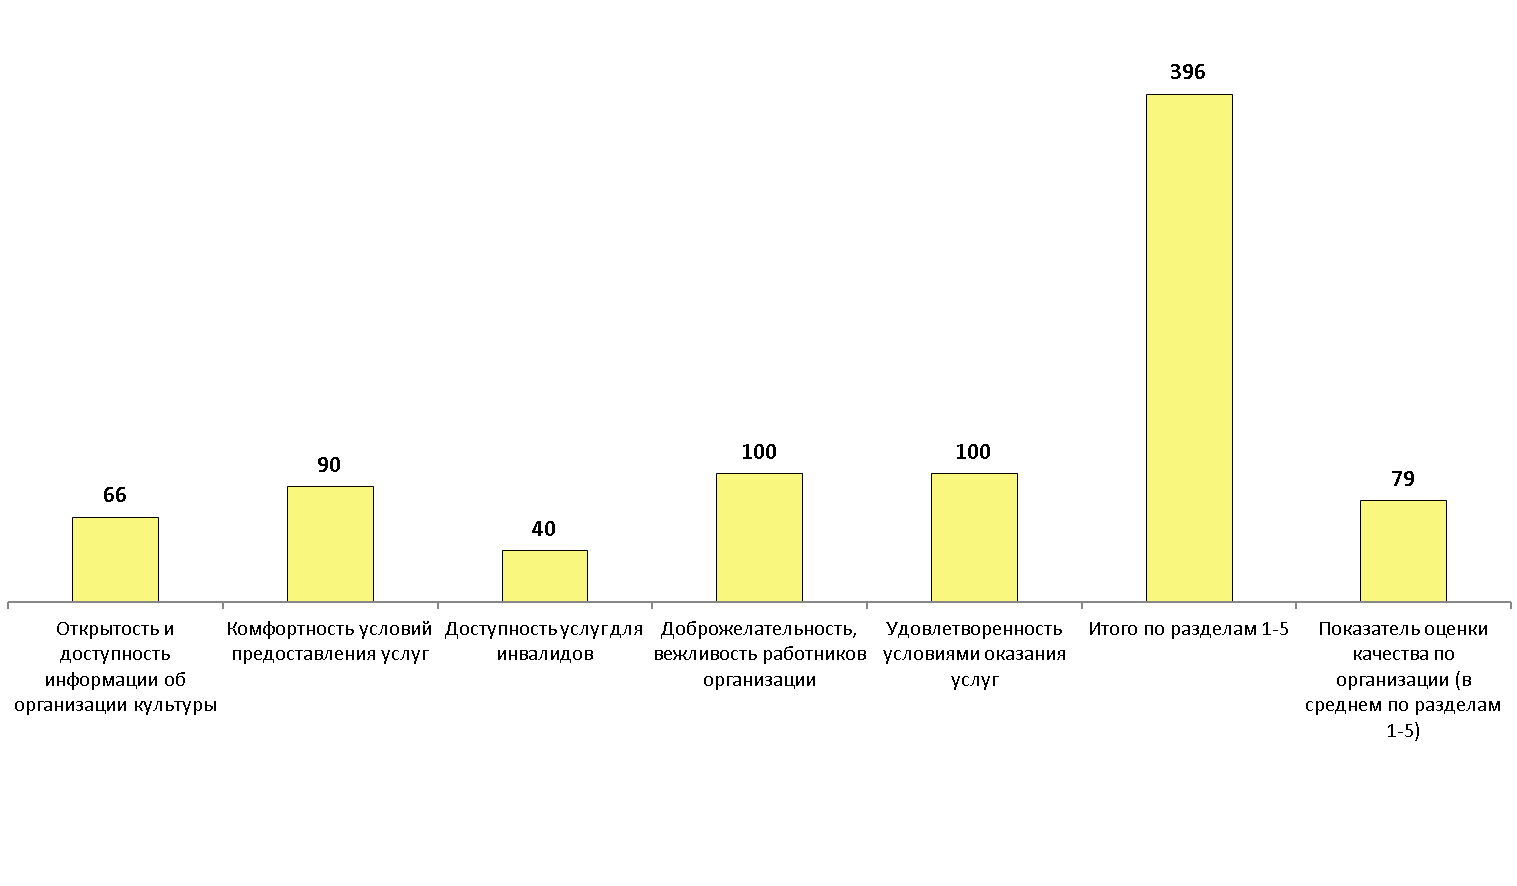 396
100
100
90
79
66
40
Открытость и
доступность
информации об
организации культуры
Комфортность условий
предоставления услуг
Доступность услуг для
инвалидов
Доброжелательность,
вежливость работников
организации
Удовлетворенность
условиями оказания
услуг
Итого по разделам 1-5
Показатель оценки
качества по
организации (в
среднем по разделам
1-5)